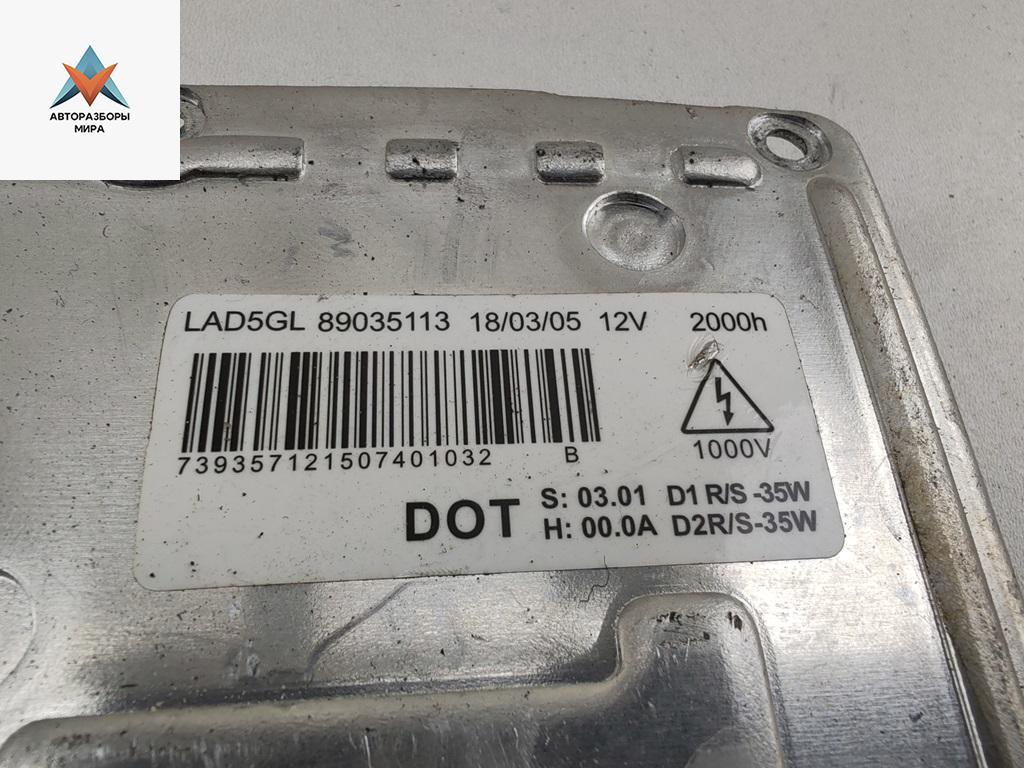 АВТОРАЗБОРЫ
МИРА
LAD5GL 89035113 18/03/05 12V 2000h
739357121507401032 B
1000V
DOT S: 03.01 D1 R/S -35W
H: 00.0A D2R/S-35W